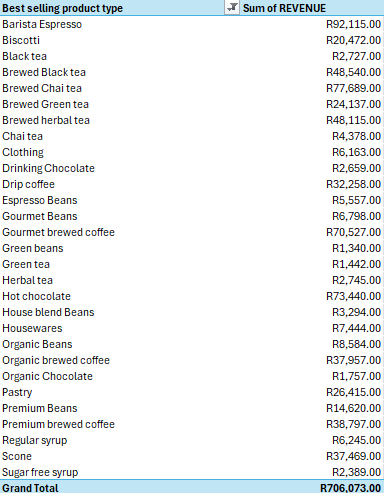 Best selling product type Sum of REVENUE
Barista Espresso R92,115.00
Biscotti R20,472.00
Black tea R2,727.00
Brewed Black tea R48,540.00
Brewed Chai tea R77,689.00
Brewed Green tea R24,137.00
Brewed herbal tea R48,115.00
Chai tea R4,378.00
Clothing R6,163.00
Drinking Chocolate R2,659.00
Drip coffee R32,258.00
Espresso Beans R5,557.00
Gourmet Beans R6,798.00
Gourmet brewed coffee R70,527.00
Green beans R1,340.00
Green tea R1,442.00
Herbal tea R2,745.00
Hot chocolate R73,440.00
House blend Beans R3,294.00
Housewares R7,444.00
Organic Beans R8,584.00
Organic brewed coffee R37,957.00
Organic Chocolate R1,757.00
Pastry R26,415.00
Premium Beans R14,620.00
Premium brewed coffee R38,797.00
Regular syrup R6,245.00
Scone R37,469.00
Sugar free syrup R2,389.00
Grand Total R706,073.00